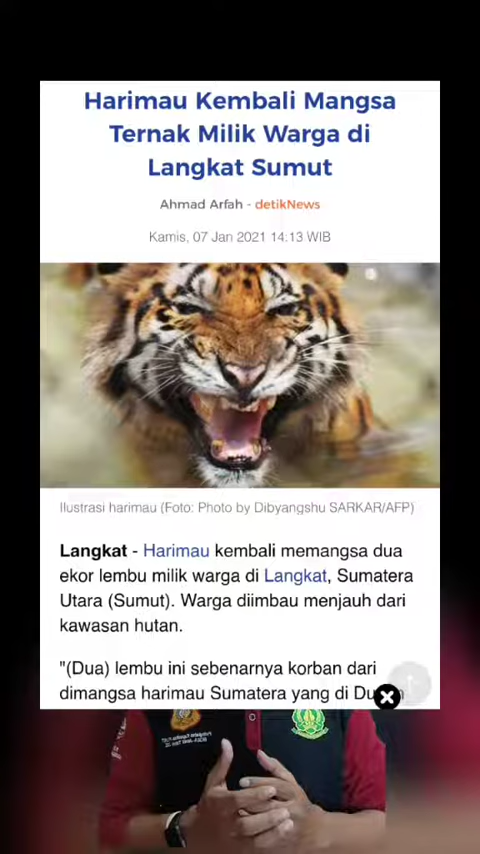 Harimau Kembali Mangsa
Ternak Milik Warga di
Langkat Sumut
Ahmad Arfah - detikNews
Kamis, 07 Jan 2021 14:13 WIB
Ilustrasi harimau (Foto: Photo by Dibyangshu SARKAR/AFP)
Langkat - Harimau kembali memangsa dua
ekor lembu milik warga di Langkat, Sumatera
Utara (Sumut). Warga diimbau menjauh dari
kawasan hutan.
"(Dua) lembu ini sebenarnya korban dari
dimangsa harimau Sumatera yang di